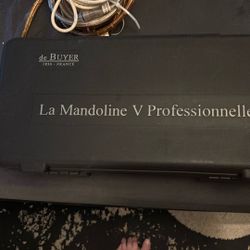 de BUYER
1830 - FRANCE
La Mandoline V Professionnelle